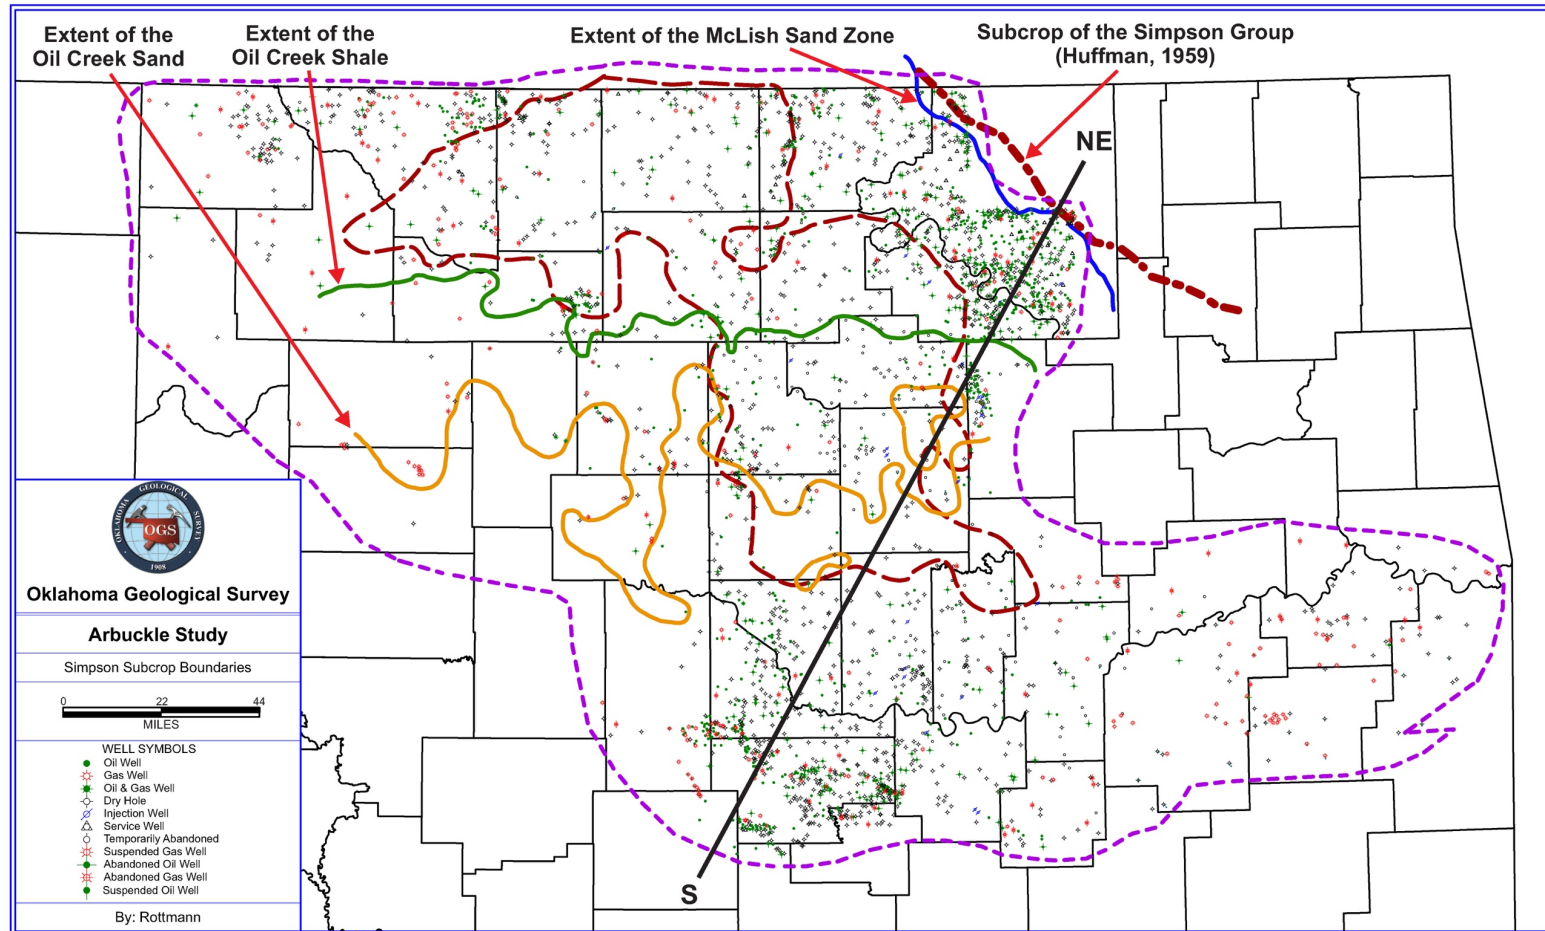 Extent of the
Oil Creek Sand
Extent of the
Oil Creek Shale
Extent of the McLish Sand Zone
Subcrop of the Simpson Group
(Huffman, 1959)
NE
S
OKLAHOMA GEOLOGICAL SURVEY
OGS
1908
Oklahoma Geological Survey
Arbuckle Study
Simpson Subcrop Boundaries
0 22 44
MILES
WELL SYMBOLS
Oil Well
Gas Well
Oil & Gas Well
Dry Hole
Injection Well
Service Well
Temporarily Abandoned
Suspended Gas Well
Abandoned Oil Well
Abandoned Gas Well
Suspended Oil Well
By: Rottmann